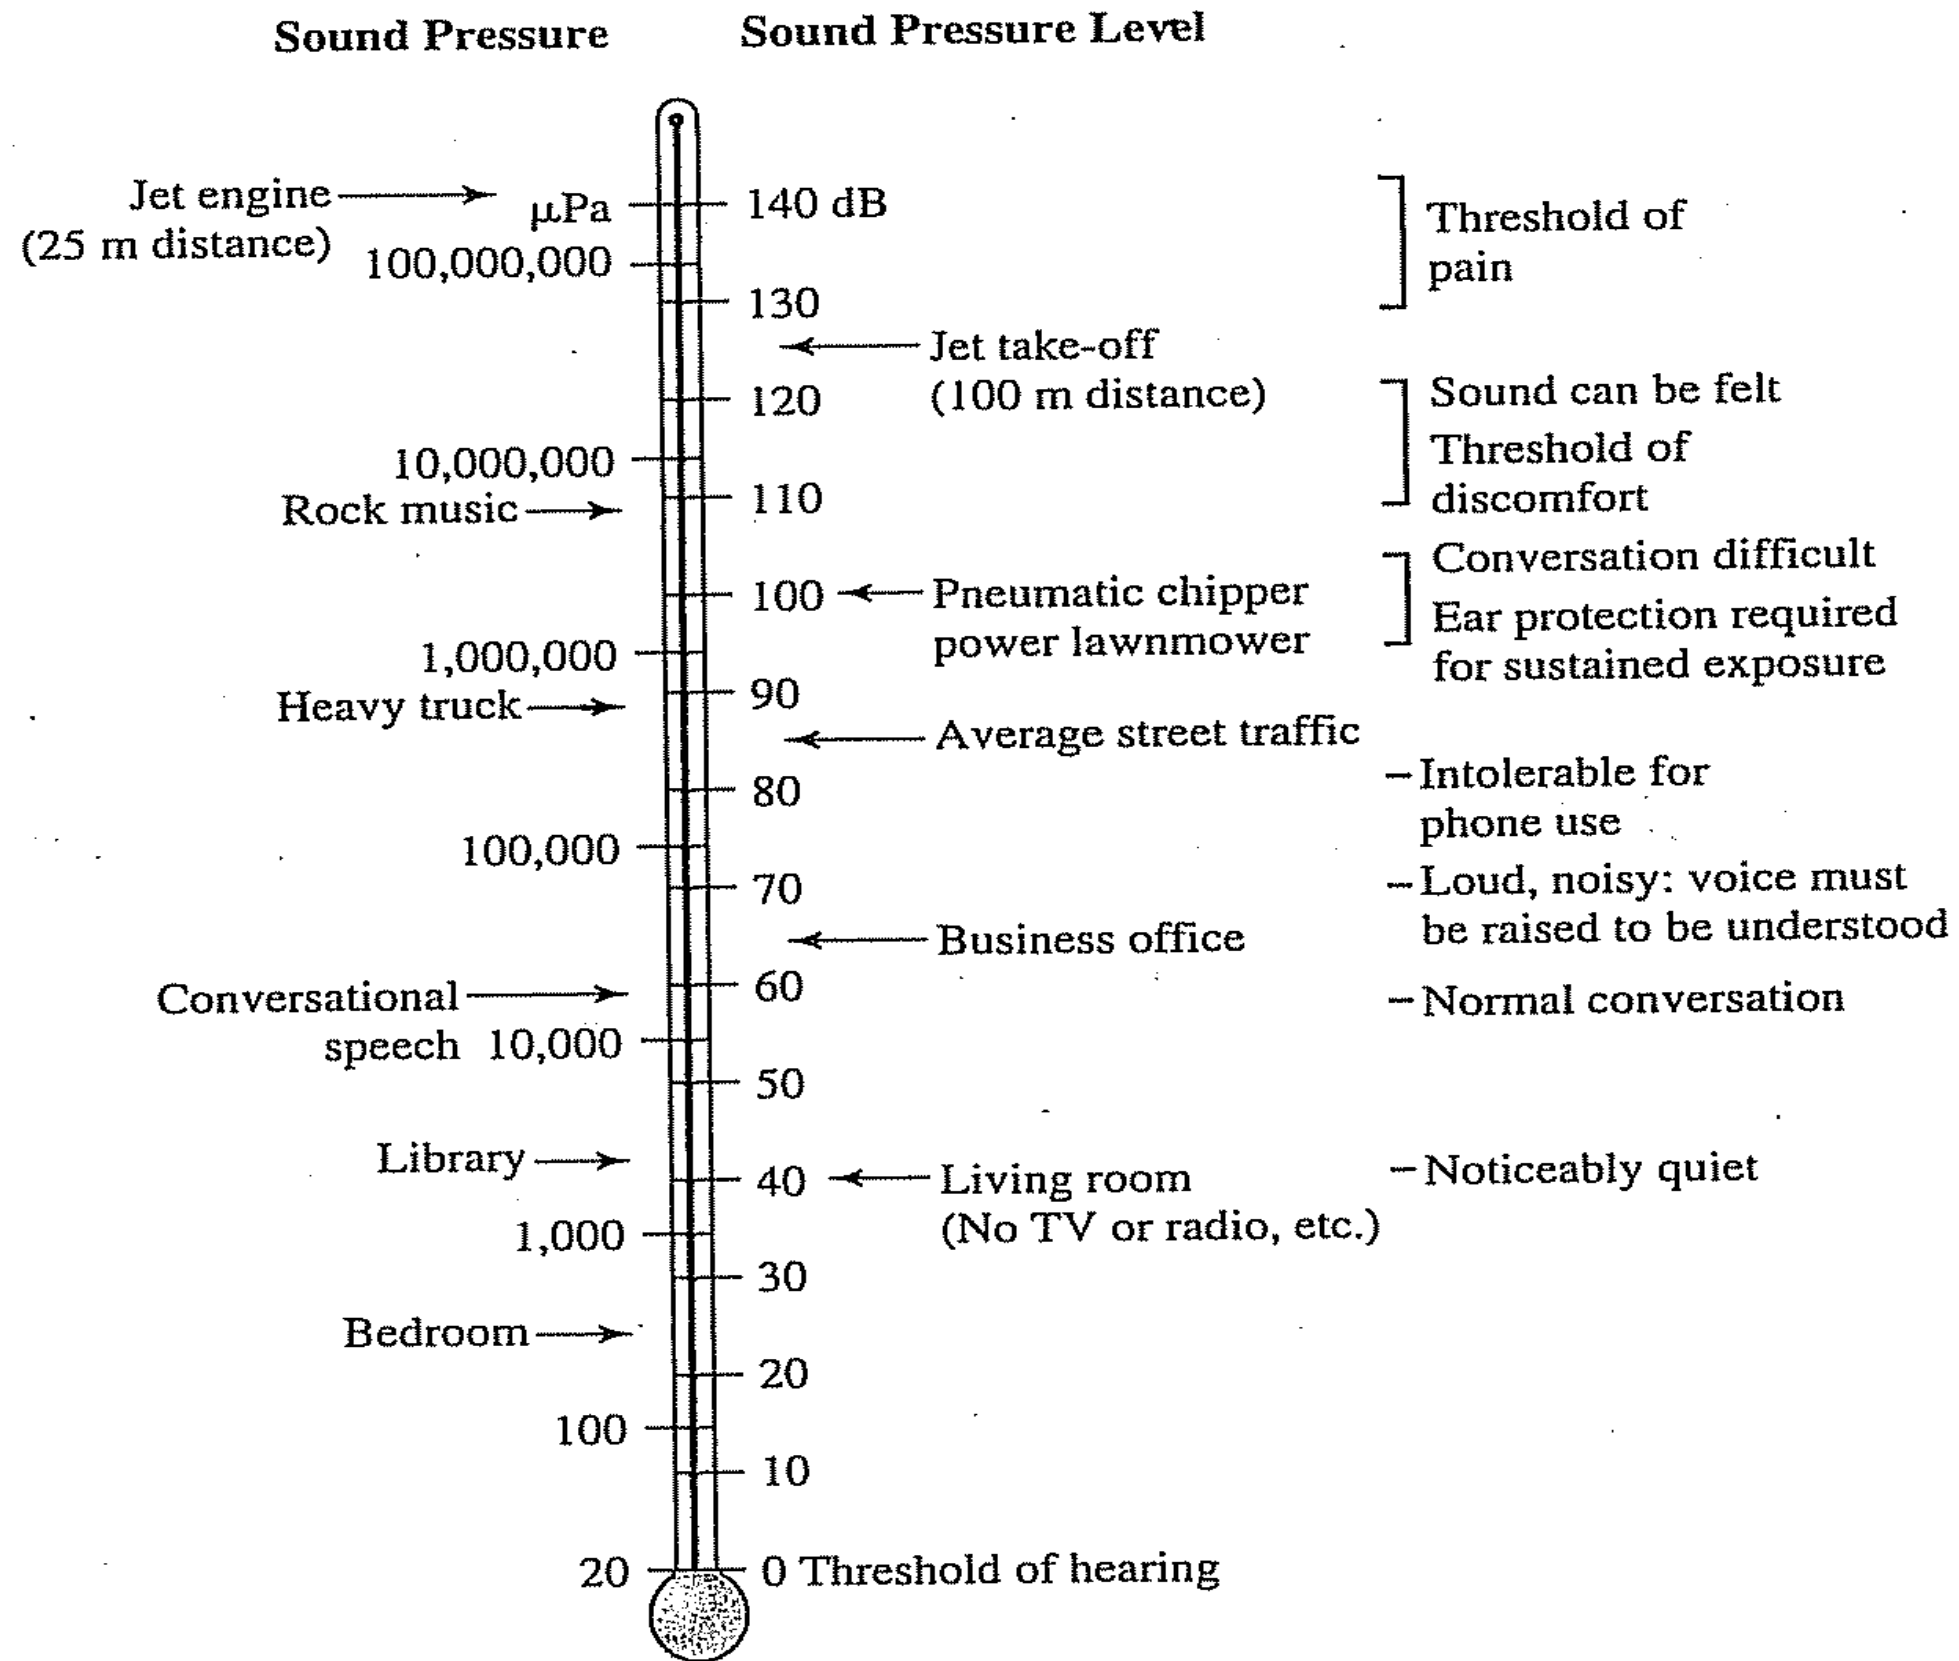 Sound Pressure
Sound Pressure Level
Jet engine
(25 m distance)
μPa
140 dB
Threshold of
pain
100,000,000
130
Jet take-off
(100 m distance)
120
Sound can be felt
Threshold of
discomfort
10,000,000
110
Rock music
Conversation difficult
100
Pneumatic chipper
power lawnmower
Ear protection required
for sustained exposure
1,000,000
90
Heavy truck
Average street traffic
80
Intolerable for
phone use
100,000
70
Loud, noisy: voice must
be raised to be understood
Business office
60
Conversational
speech
Normal conversation
10,000
50
Library
40
Living room
(No TV or radio, etc.)
Noticeably quiet
1,000
30
Bedroom
20
100
10
20
0 Threshold of hearing